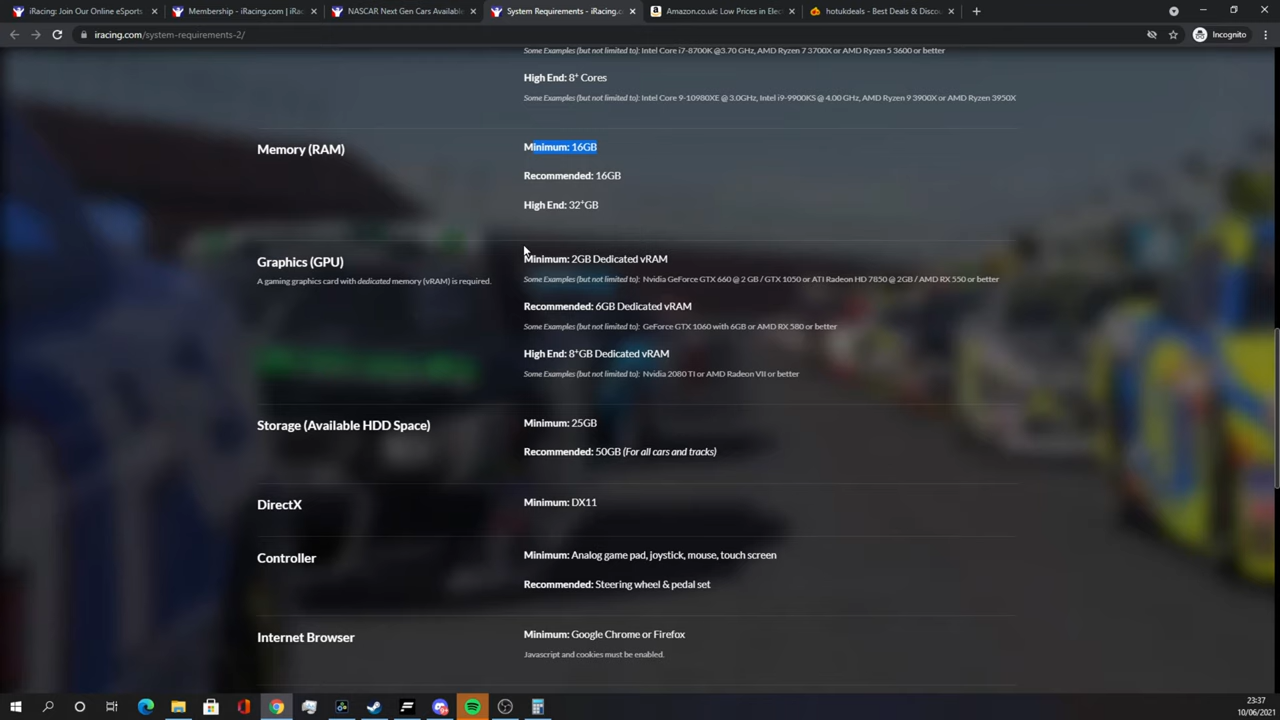 iRacing: Join Our Online eSports
Membership - iRacing.com | iRac
NASCAR Next Gen Cars Available
System Requirements - iRacing.co
Amazon.co.uk: Low Prices in Elec
hotukdeals - Best Deals & Discou
iracing.com/system-requirements-2/
Incognito
Some Examples (but not limited to): Intel Core i7-8700K @3.70 GHz, AMD Ryzen 7 3700X or AMD Ryzen 5 3600 or better
High End: 8+ Cores
Some Examples (but not limited to): Intel Core 9-10980XE @ 3.0GHz, Intel i9-9900KS @ 4.00 GHz, AMD Ryzen 9 3900X or AMD Ryzen 3950X
Memory (RAM)
Minimum: 16GB
Recommended: 16GB
High End: 32+GB
Graphics (GPU)
A gaming graphics card with dedicated memory (vRAM) is required.
Minimum: 2GB Dedicated vRAM
Some Examples (but not limited to): Nvidia GeForce GTX 660 @ 2 GB / GTX 1050 or ATI Radeon HD 7850 @ 2GB / AMD RX 550 or better
Recommended: 6GB Dedicated vRAM
Some Examples (but not limited to): GeForce GTX 1060 with 6GB or AMD RX 580 or better
High End: 8+GB Dedicated vRAM
Some Examples (but not limited to): Nvidia 2080 TI or AMD Radeon VII or better
Storage (Available HDD Space)
Minimum: 25GB
Recommended: 50GB (For all cars and tracks)
DirectX
Minimum: DX11
Controller
Minimum: Analog game pad, joystick, mouse, touch screen
Recommended: Steering wheel & pedal set
Internet Browser
Minimum: Google Chrome or Firefox
Javascript and cookies must be enabled.
23:37
10/06/2021